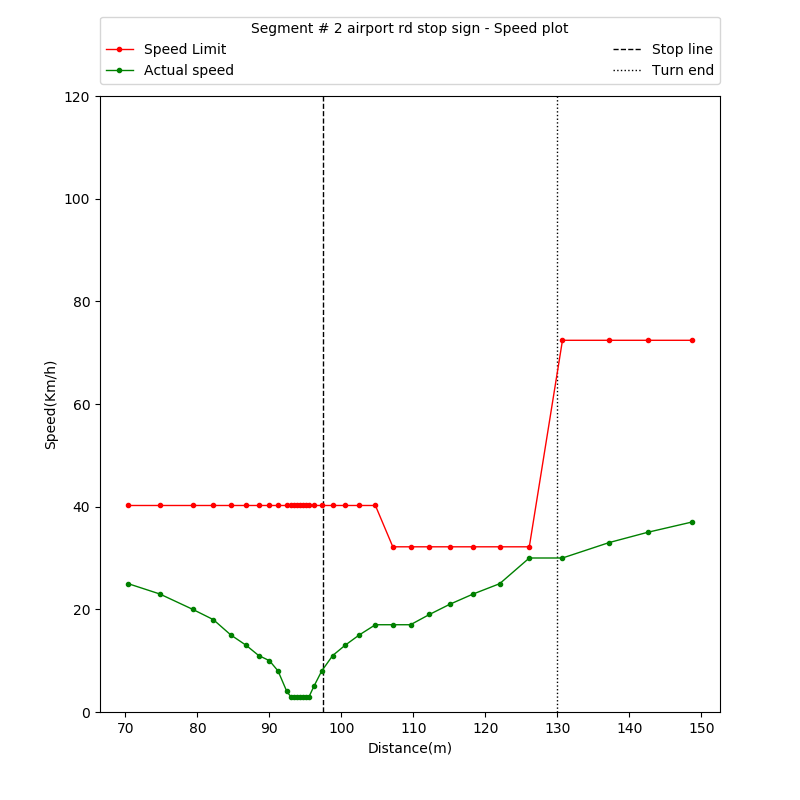 Segment # 2 airport rd stop sign - Speed plot
Speed Limit
Actual speed
Stop line
Turn end
120
100
80
60
40
20
0
Speed(Km/h)
70 80 90 100 110 120 130 140 150
Distance(m)